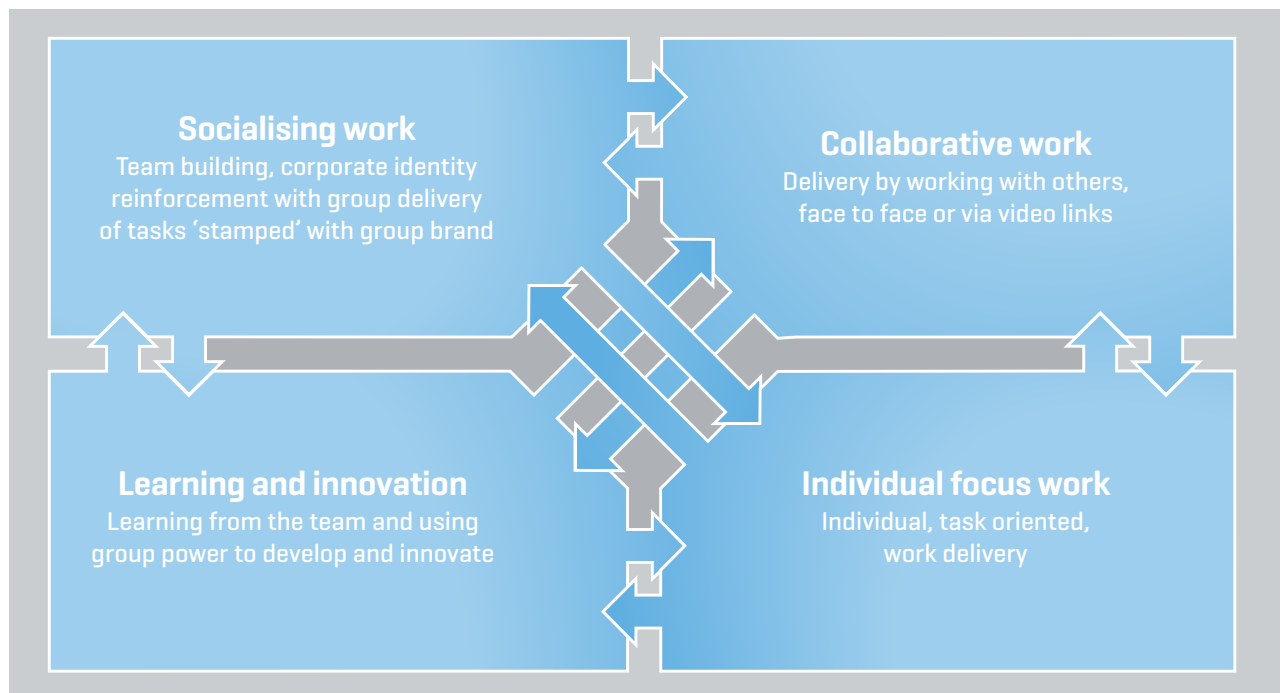 Socialising work
Team building, corporate identity
reinforcement with group delivery
of tasks ‘stamped’ with group brand
Collaborative work
Delivery by working with others,
face to face or via video links
Learning and innovation
Learning from the team and using
group power to develop and innovate
Individual focus work
Individual, task oriented,
work delivery